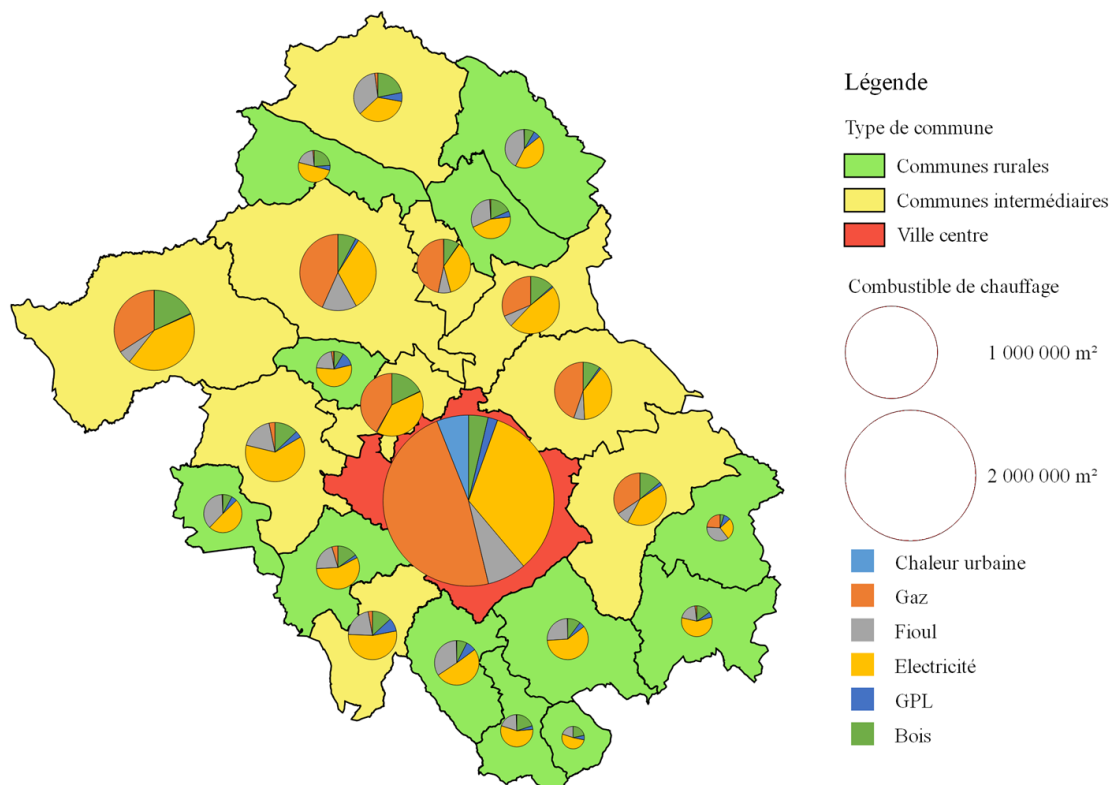 Légende
Type de commune
Communes rurales
Communes intermédiaires
Ville centre
Combustible de chauffage
1 000 000 m²
2 000 000 m²
Chaleur urbaine
Gaz
Fioul
Electricité
GPL
Bois